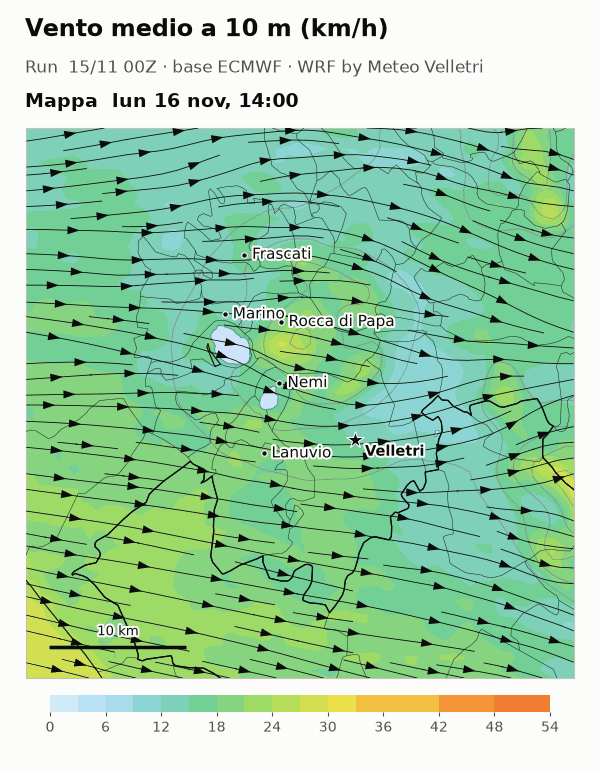 Vento medio a 10 m (km/h)
Run 15/11 00Z · base ECMWF · WRF by Meteo Velletri
Mappa lun 16 nov, 14:00
Frascati
Marino
Rocca di Papa
Nemi
Velletri
Lanuvio
10 km
0 6 12 18 24 30 36 42 48 54